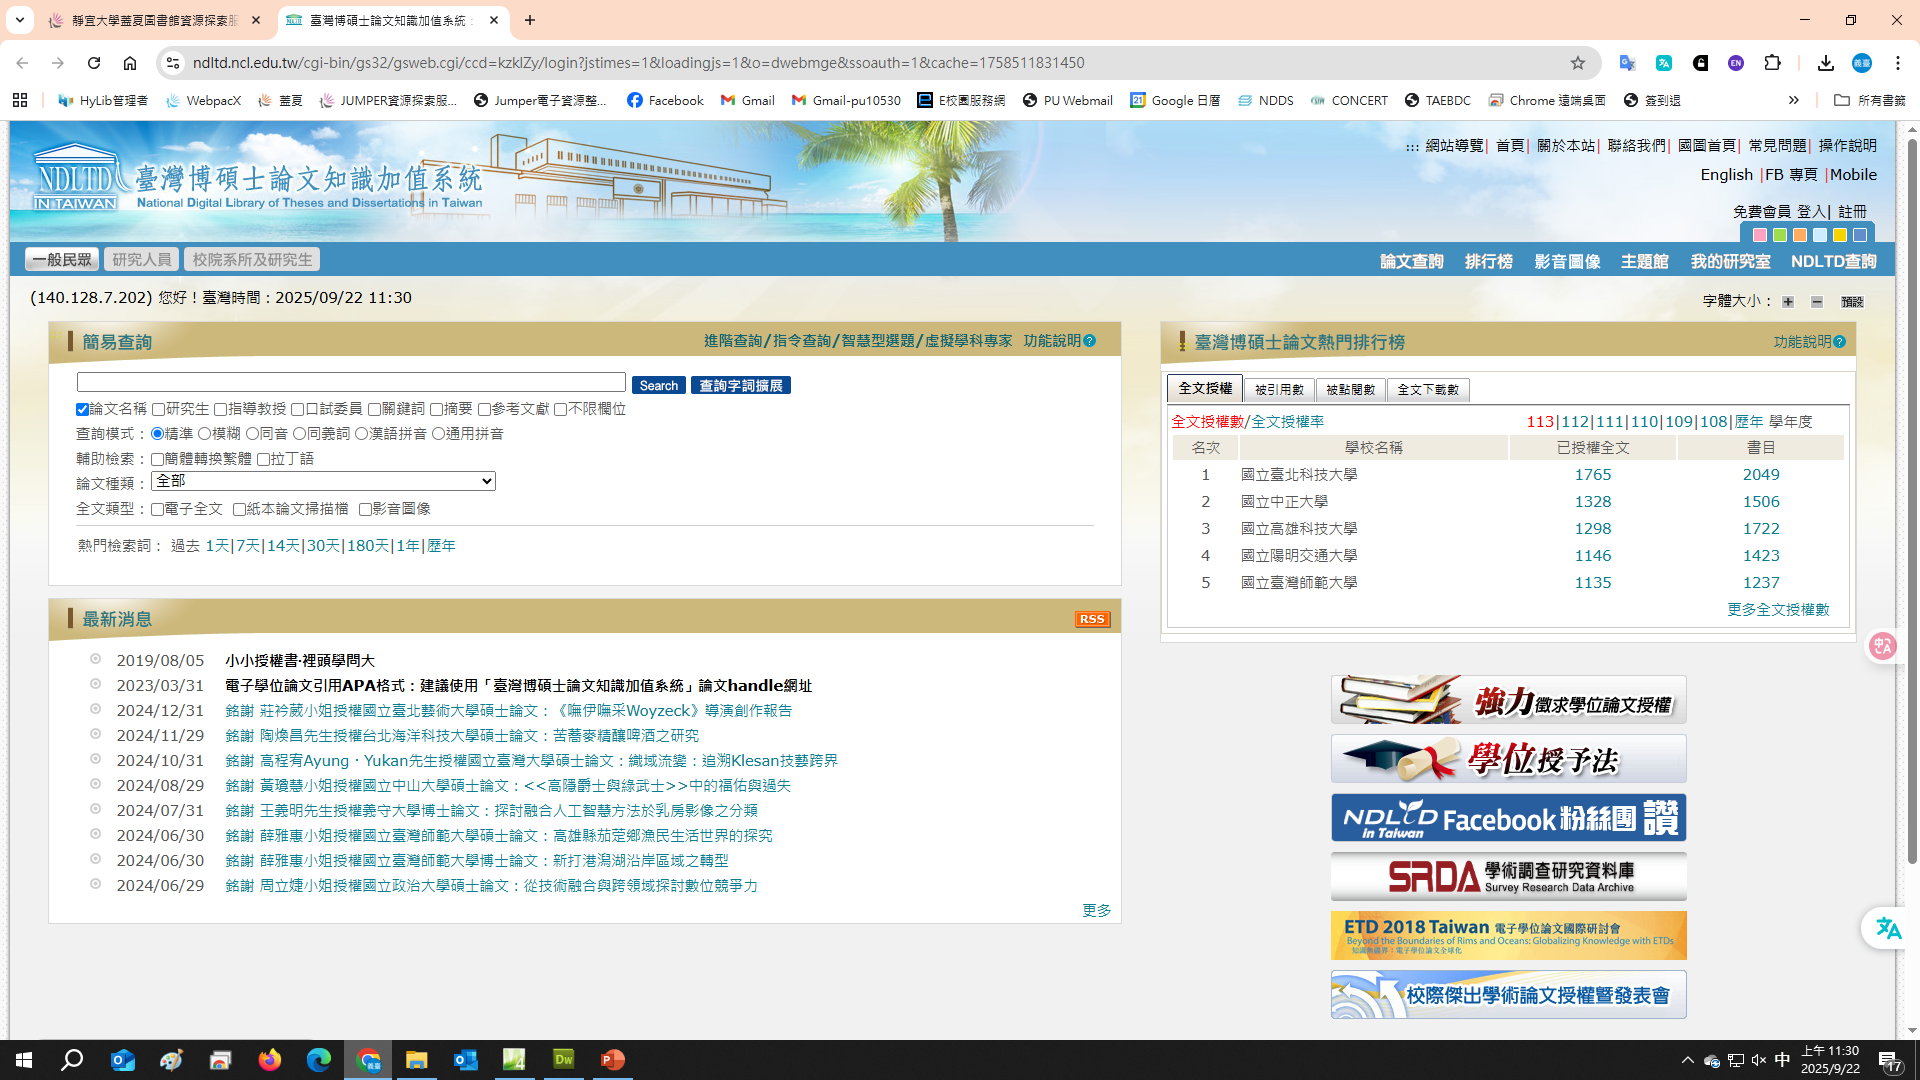 靜宜大學蓋夏圖書館資源探索服
臺灣博碩士論文知識加值系統 :
ndltd.ncl.edu.tw/cgi-bin/gs32/gsweb.cgi/ccd=kzklZy/login?jstimes=1&loadingjs=1&o=dwebmge&ssoauth=1&cache=1758511831450
EN
義臺
HyLib管理者 WebpacX 蓋夏 JUMPER資源探索服... Jumper電子資源整... Facebook Gmail Gmail-pu10530 E校園服務網 PU Webmail Google 日曆 NDDS CONCERT TAEBDC Chrome 遠端桌面 簽到退 所有書籤
NDLTD IN TAIWAN
臺灣博碩士論文知識加值系統
National Digital Library of Theses and Dissertations in Taiwan
::: 網站導覽| 首頁| 關於本站| 聯絡我們| 國圖首頁| 常見問題| 操作說明
English |FB 專頁 |Mobile
免費會員 登入| 註冊
一般民眾 研究人員 校院系所及研究生
論文查詢 排行榜 影音圖像 主題館 我的研究室 NDLTD查詢
(140.128.7.202) 您好！臺灣時間：2025/09/22 11:30
字體大小： + − 預設
簡易查詢
進階查詢/指令查詢/智慧型選題/虛擬學科專家 功能說明?
Search 查詢字詞擴展
論文名稱 研究生 指導教授 口試委員 關鍵詞 摘要 參考文獻 不限欄位
查詢模式：精準 模糊 同音 同義詞 漢語拼音 通用拼音
輔助檢索：簡體轉換繁體 拉丁語
論文種類：全部
全文類型：電子全文 紙本論文掃描檔 影音圖像
熱門檢索詞： 過去 1天|7天|14天|30天|180天|1年|歷年
臺灣博碩士論文熱門排行榜
功能說明?
全文授權 被引用數 被點閱數 全文下載數
全文授權數/全文授權率
113|112|111|110|109|108|歷年 學年度
名次 學校名稱 已授權全文 書目
1 國立臺北科技大學 1765 2049
2 國立中正大學 1328 1506
3 國立高雄科技大學 1298 1722
4 國立陽明交通大學 1146 1423
5 國立臺灣師範大學 1135 1237
更多全文授權數
最新消息
RSS
2019/08/05 小小授權書‧裡頭學問大
2023/03/31 電子學位論文引用APA格式：建議使用「臺灣博碩士論文知識加值系統」論文handle網址
2024/12/31 銘謝 莊衿葳小姐授權國立臺北藝術大學碩士論文：《嘸伊嘸采Woyzeck》導演創作報告
2024/11/29 銘謝 陶煥昌先生授權台北海洋科技大學碩士論文：苦蕎麥精釀啤酒之研究
2024/10/31 銘謝 高程宥Ayung．Yukan先生授權國立臺灣大學碩士論文：織域流變：追溯Klesan技藝跨界
2024/08/29 銘謝 黃瓊慧小姐授權國立中山大學碩士論文：<<高隱爵士與綠武士>>中的福佑與過失
2024/07/31 銘謝 王義明先生授權義守大學博士論文：探討融合人工智慧方法於乳房影像之分類
2024/06/30 銘謝 薛雅惠小姐授權國立臺灣師範大學碩士論文：高雄縣茄萣鄉漁民生活世界的探究
2024/06/30 銘謝 薛雅惠小姐授權國立臺灣師範大學博士論文：新打港潟湖沿岸區域之轉型
2024/06/29 銘謝 周立婕小姐授權國立政治大學碩士論文：從技術融合與跨領域探討數位競爭力
更多
強力徵求學位論文授權
學位授予法
NDLTD in Taiwan Facebook粉絲團 讚
SRDA 學術調查研究資料庫
Survey Research Data Archive
ETD 2018 Taiwan 電子學位論文國際研討會
Beyond the Boundaries of Rims and Oceans: Globalizing Knowledge with ETDs
校際傑出學術論文授權暨發表會
Dw
中
上午 11:30
2025/9/22
17